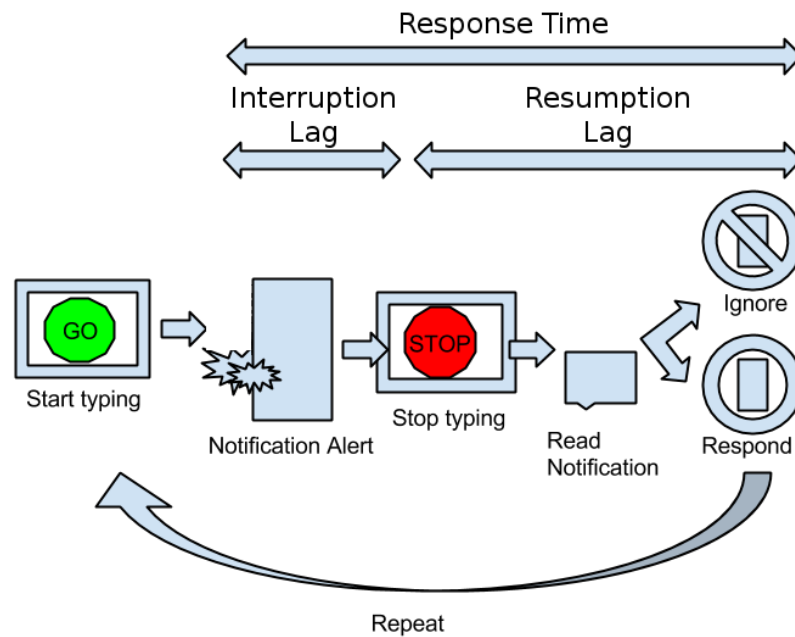 Response Time
Interruption
Lag
Resumption
Lag
GO
STOP
Ignore
Start typing
Notification Alert
Stop typing
Read
Notification
Respond
Repeat